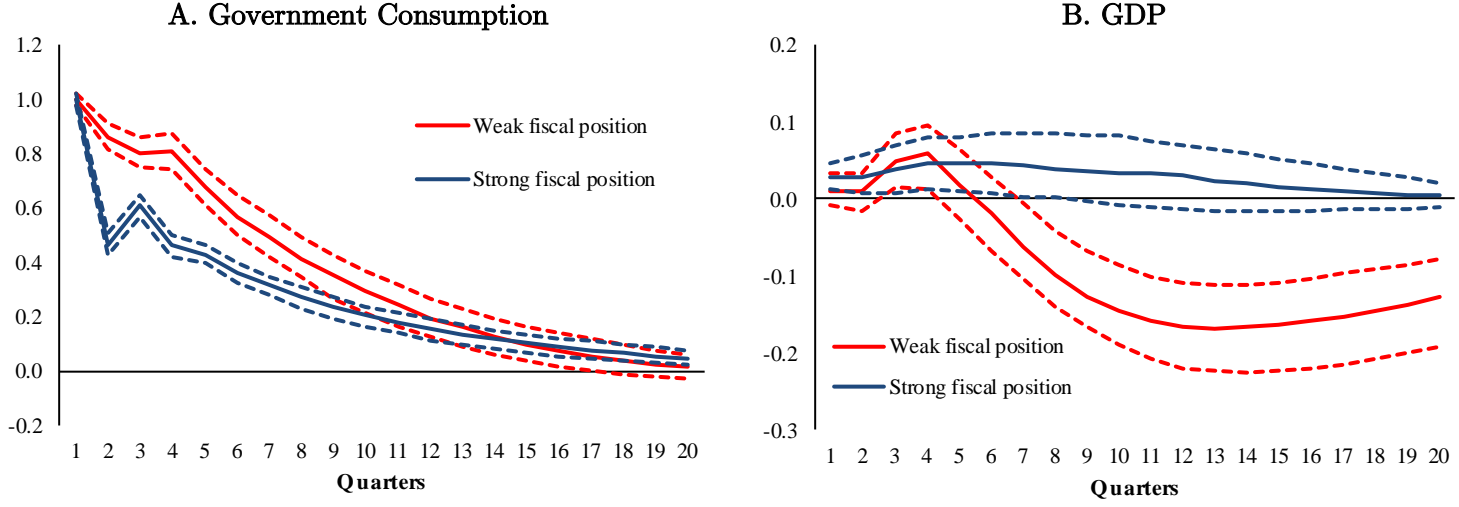 A. Government Consumption
1.2
1.0
0.8
0.6
0.4
0.2
0.0
-0.2
Weak fiscal position
Strong fiscal position
1 2 3 4 5 6 7 8 9 10 11 12 13 14 15 16 17 18 19 20
Quarters
B. GDP
0.2
0.1
0.0
-0.1
-0.2
-0.3
Weak fiscal position
Strong fiscal position
1 2 3 4 5 6 7 8 9 10 11 12 13 14 15 16 17 18 19 20
Quarters